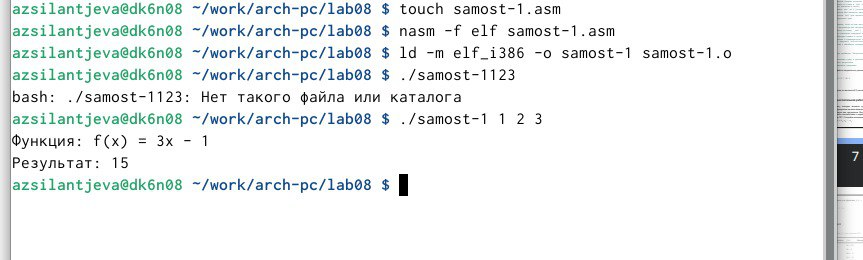 azsilantjeva@dk6n08 ~/work/arch-pc/lab08 $ touch samost-1.asm
azsilantjeva@dk6n08 ~/work/arch-pc/lab08 $ nasm -f elf samost-1.asm
azsilantjeva@dk6n08 ~/work/arch-pc/lab08 $ ld -m elf_i386 -o samost-1 samost-1.o
azsilantjeva@dk6n08 ~/work/arch-pc/lab08 $ ./samost-1123
bash: ./samost-1123: Нет такого файла или каталога
azsilantjeva@dk6n08 ~/work/arch-pc/lab08 $ ./samost-1 1 2 3
Функция: f(x) = 3x - 1
Результат: 15
azsilantjeva@dk6n08 ~/work/arch-pc/lab08 $
7